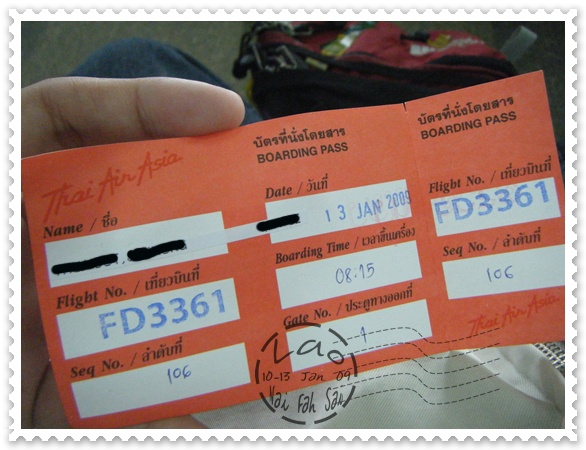 Thai Air Asia
บัตรที่นั่งโดยสาร
BOARDING PASS
Name / ชื่อ
Date / วันที่
13 JAN 2009
Flight No. / เที่ยวบินที่
FD3361
Boarding Time / เวลาขึ้นเครื่อง
08.15
Seq No. / ลำดับที่
106
Gate No. / ประตูทางออกที่
1
บัตรที่นั่งโดยสาร
BOARDING PASS
Flight No. / เที่ยวบินที่
FD3361
Seq No. / ลำดับที่
106
Thai Air Asia
Lao
10-13 Jan 09